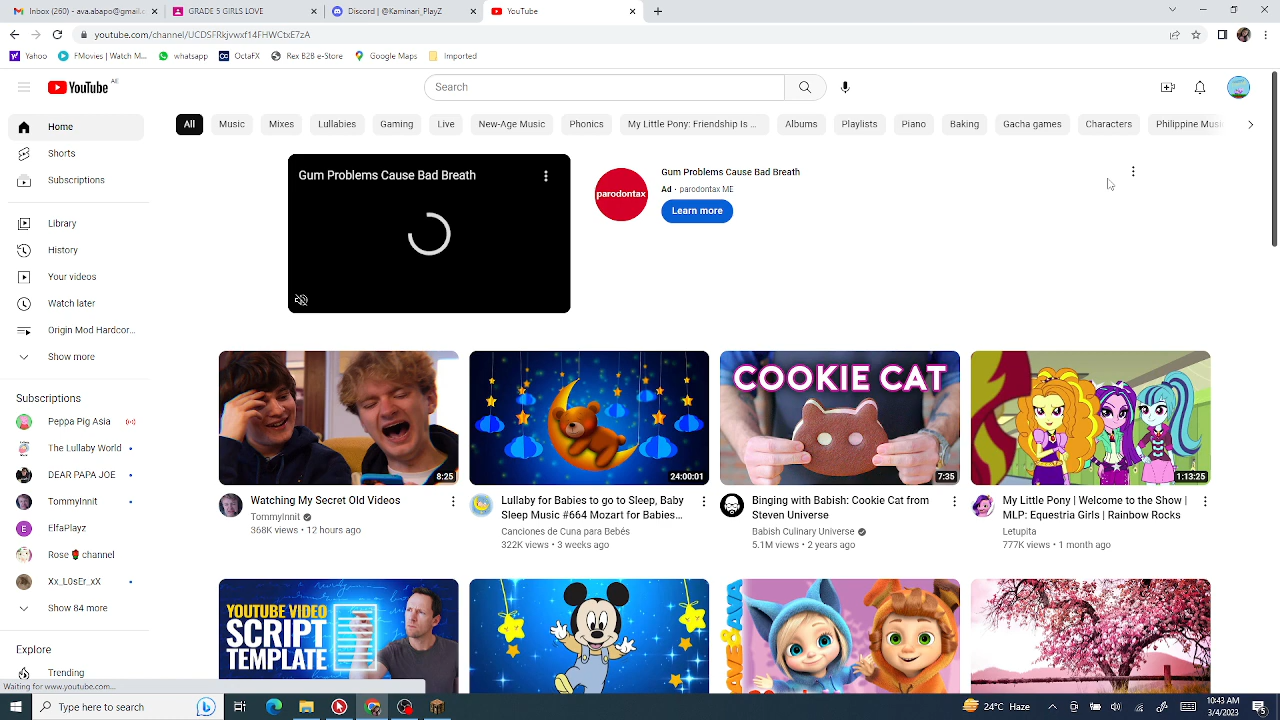 Inbox (260) - ava.abapo@gmail.c
GRADE 5 GIRLS LOVE
Discord | @Kaminari_PlayZ
YouTube
youtube.com/channel/UCDSFRkjvwxf14FHWCtxE7zA
Yahoo
FMovies | Watch M...
whatsapp
OctaFX
Rex B2B e-Store
Google Maps
Imported
YouTube AE
Search
Home
Shorts
Subscriptions
Library
History
Your videos
Watch later
Origin Mod Hardcor...
Show more
Subscriptions
Peppa Pig Asia
The Lullaby World
DEAR PAPA JOE
TommyInnit
ElfaPlayz
Rose channel
Xx_L0sEr_xX
Show 84 more
Explore
Trending
All
Music
Mixes
Lullabies
Gaming
Live
New-Age Music
Phonics
My Little Pony: Friendship Is ...
Albums
Playlists
Piano
Baking
Gacha games
Characters
Philippine Musi
Gum Problems Cause Bad Breath
parodontax
Gum Problems Cause Bad Breath
Ad · parodontax ME
Learn more
8:25
Watching My Secret Old Videos
TommyInnit
368K views • 12 hours ago
24:00:01
Lullaby for Babies to go to Sleep, Baby
Sleep Music #664 Mozart for Babies...
Canciones de Cuna para Bebés
322K views • 3 weeks ago
COOKIE CAT
7:35
Binging with Babish: Cookie Cat from
Steven Universe
Babish Culinary Universe
5.1M views • 2 years ago
1:13:25
My Little Pony | Welcome to the Show |
MLP: Equestria Girls | Rainbow Rocks
Letupita
777K views • 1 month ago
YOUTUBE VIDEO
SCRIPT
TEMPLATE
Waiting for www.youtube.com...
Type here to search
24°C Haze
10:43 AM
3/4/2023